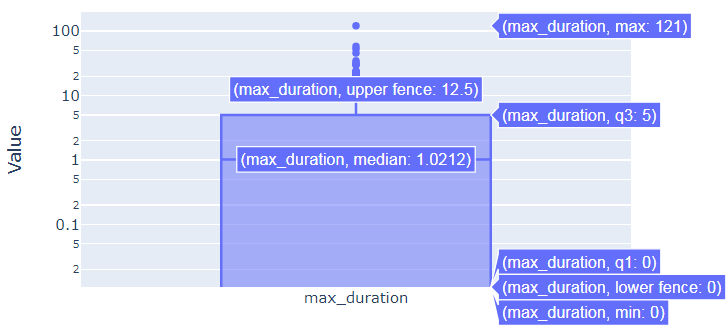 (max_duration, max: 121)
100
5
2
(max_duration, upper fence: 12.5)
10
5
(max_duration, q3: 5)
2
1
(max_duration, median: 1.0212)
5
2
0.1
5
(max_duration, q1: 0)
2
(max_duration, lower fence: 0)
max_duration
(max_duration, min: 0)
Value